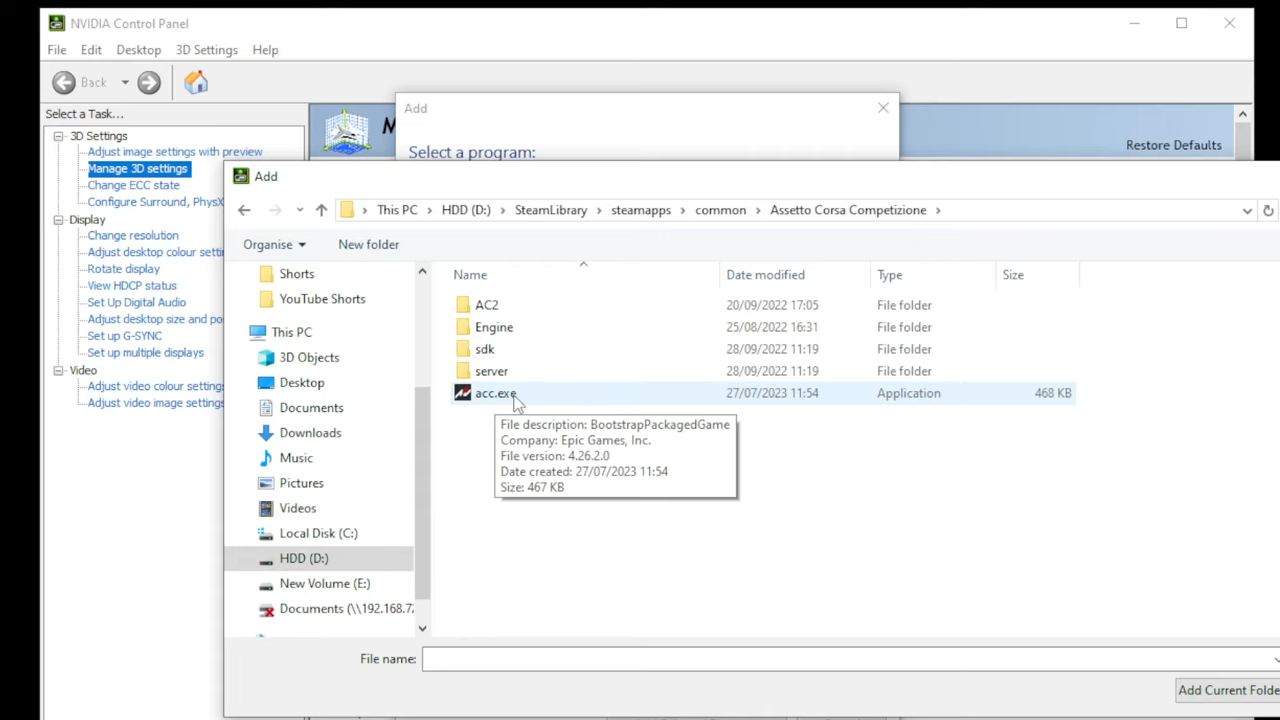 NVIDIA Control Panel
File Edit Desktop 3D Settings Help
Back
Select a Task...
3D Settings
Adjust image settings with preview
Manage 3D settings
Change ECC state
Configure Surround, PhysX
Display
Change resolution
Adjust desktop colour setti
Rotate display
View HDCP status
Set Up Digital Audio
Adjust desktop size and po
Set up G-SYNC
Set up multiple displays
Video
Adjust video colour settings
Adjust video image settings
M
Restore Defaults
Add
Select a program:
Add
This PC HDD (D:) SteamLibrary steamapps common Assetto Corsa Competizione
Organise New folder
Shorts
YouTube Shorts
This PC
3D Objects
Desktop
Documents
Downloads
Music
Pictures
Videos
Local Disk (C:)
HDD (D:)
New Volume (E:)
Documents (\\192.168.7
Name Date modified Type Size
AC2 20/09/2022 17:05 File folder
Engine 25/08/2022 16:31 File folder
sdk 28/09/2022 11:19 File folder
server 28/09/2022 11:19 File folder
acc.exe 27/07/2023 11:54 Application 468 KB
File description: BootstrapPackagedGame
Company: Epic Games, Inc.
File version: 4.26.2.0
Date created: 27/07/2023 11:54
Size: 467 KB
File name:
Add Current Folde